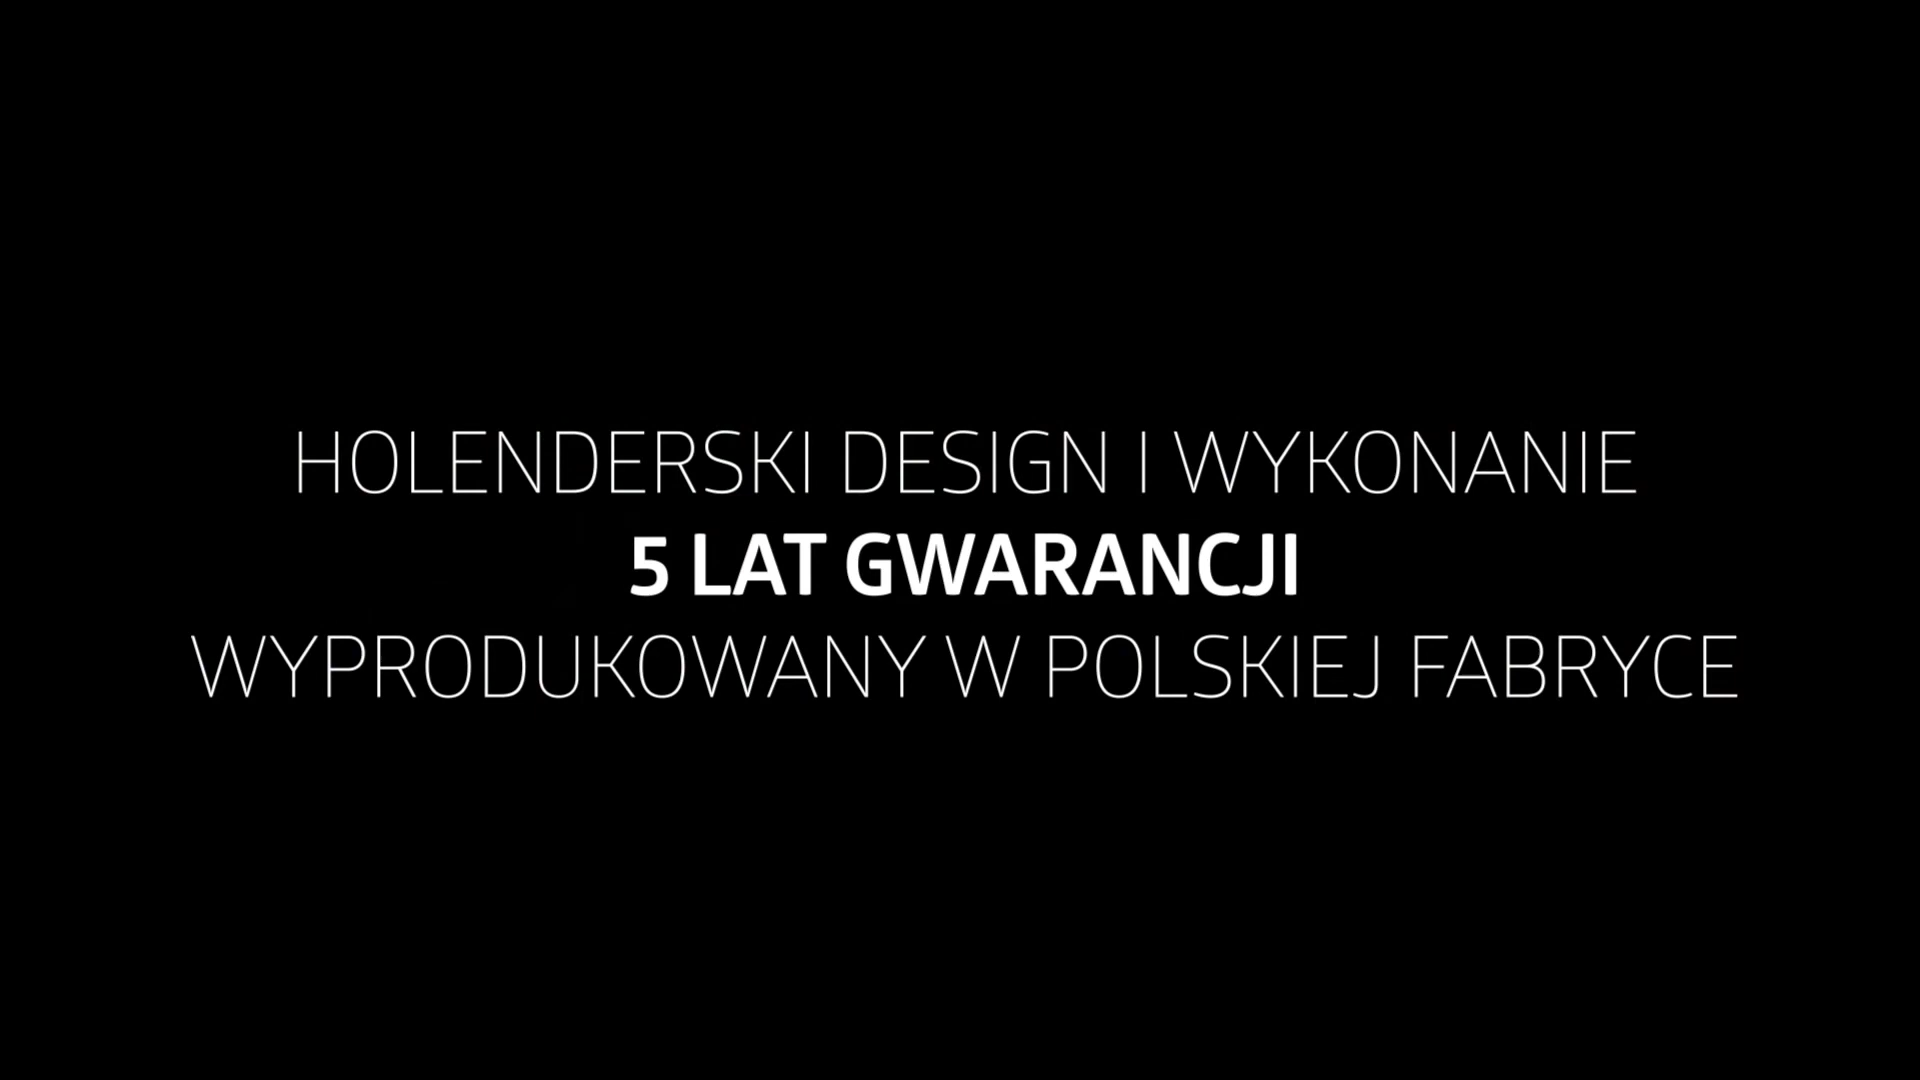 HOLENDERSKI DESIGN I WYKONANIE
5 LAT GWARANCJI
WYPRODUKOWANY W POLSKIEJ FABRYCE